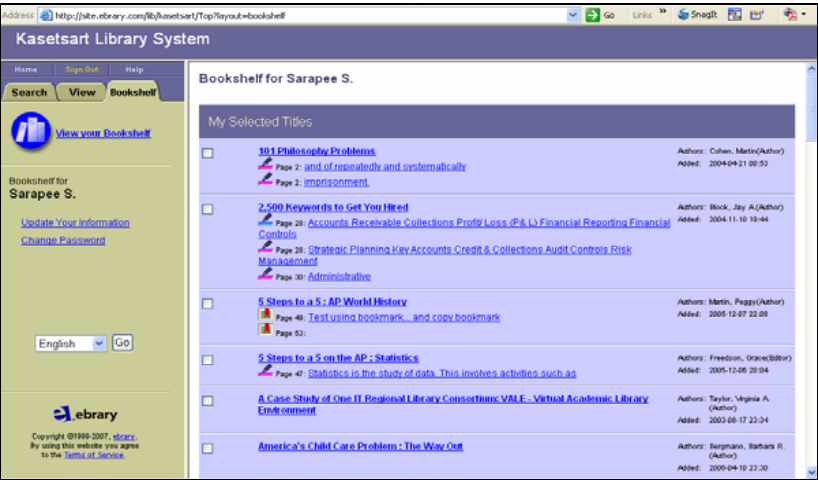 Address http://site.ebrary.com/lib/kasetsart/Top?layout=bookshelf Go Links » SnagIt
Kasetsart Library System
Home Sign Out Help
Search View Bookshelf
View your Bookshelf
Bookshelf for
Sarapee S.
Update Your Information
Change Password
English Go
ebrary
Copyright ©1999-2007, ebrary.
By using this website you agree
to the Terms of Service.
Bookshelf for Sarapee S.
My Selected Titles
101 Philosophy Problems
Authors: Cohen, Martin(Author)
Added: 2004-04-21 00:53
Page 2: and of repeatedly and systematically
Page 2: imprisonment.
2,500 Keywords to Get You Hired
Authors: Block, Jay A.(Author)
Added: 2004-11-10 19:44
Page 28: Accounts Receivable Collections Profit/ Loss (P& L) Financial Reporting Financial
Controls
Page 28: Strategic Planning Key Accounts Credit & Collections Audit Controls Risk
Management
Page 30: Administrative
5 Steps to a 5 : AP World History
Authors: Martin, Peggy(Author)
Added: 2005-12-07 22:08
Page 49: Test using bookmark... and copy bookmark
Page 53:
5 Steps to a 5 on the AP : Statistics
Authors: Freedson, Grace(Editor)
Added: 2005-12-06 20:04
Page 47: Statistics is the study of data. This involves activities such as
A Case Study of One IT Regional Library Consortium: VALE - Virtual Academic Library
Environment
Authors: Taylor, Virginia A.
(Author)
Added: 2003-08-17 23:34
America's Child Care Problem : The Way Out
Authors: Bergmann, Barbara R.
(Author)
Added: 2006-04-10 23:30